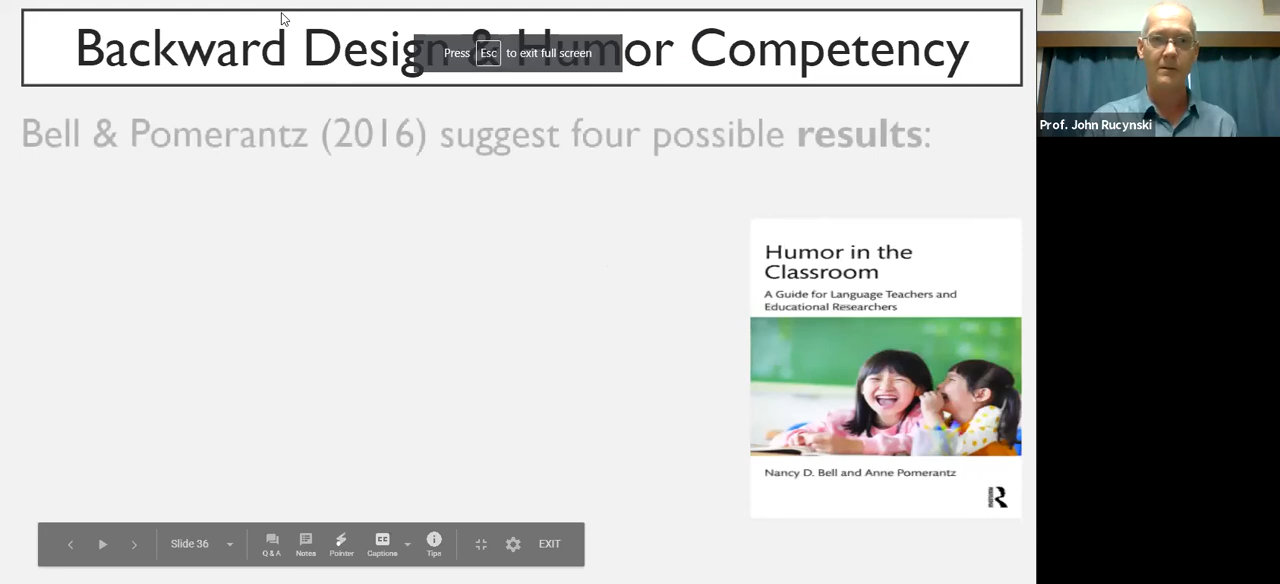 Backward Design & Humor Competency
Press Esc to exit full screen
Prof. John Rucynski
Bell & Pomerantz (2016) suggest four possible results:
Humor in the
Classroom
A Guide for Language Teachers and
Educational Researchers
Nancy D. Bell and Anne Pomerantz
R
Slide 36
Q & A
Notes
Pointer
CC
Captions
Tips
EXIT